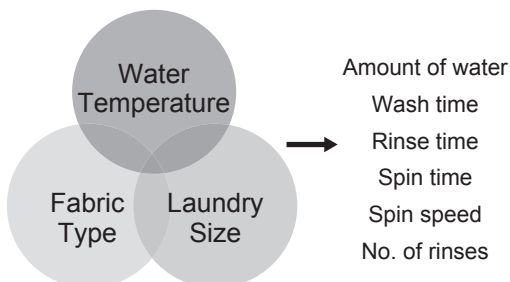 Water
Temperature
Fabric
Type
Laundry
Size
Amount of water
Wash time
Rinse time
Spin time
Spin speed
No. of rinses